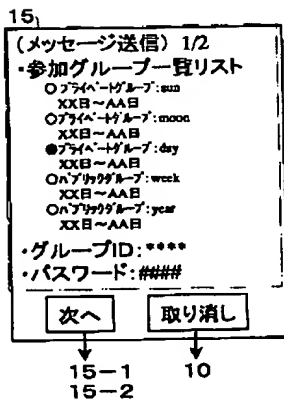 15
(メッセージ送信) 1/2
・参加グループ一覧リスト
○プライベートグループ:sun
XX日～AA日
○プライベートグループ:moon
XX日～AA日
●プライベートグループ:day
XX日～AA日
○パブリックグループ:week
XX日～AA日
○パブリックグループ:year
XX日～AA日
・グループID:****
・パスワード:####
次へ 取り消し
15-1 10
15-2